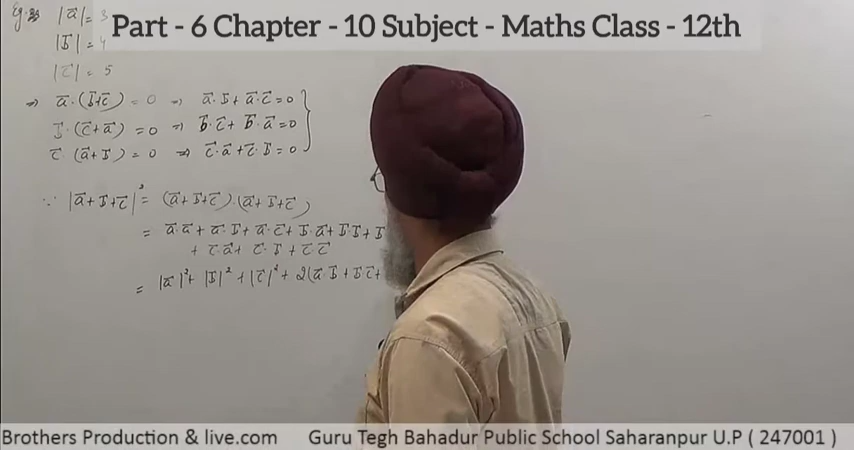 Part - 6 Chapter - 10 Subject - Maths Class - 12th
|a⃗| = 3
|b⃗| = 4
|c⃗| = 5
⇒ a⃗·(b⃗+c⃗) = 0 ⇒ a⃗·b⃗ + a⃗·c⃗ = 0
b⃗·(c⃗+a⃗) = 0 ⇒ b⃗·c⃗ + b⃗·a⃗ = 0
c⃗·(a⃗+b⃗) = 0 ⇒ c⃗·a⃗ + c⃗·b⃗ = 0
∵ |a⃗+b⃗+c⃗|² = (a⃗+b⃗+c⃗)·(a⃗+b⃗+c⃗)
= a⃗·a⃗ + a⃗·b⃗ + a⃗·c⃗ + b⃗·a⃗ + b⃗·b⃗ + b⃗
+ c⃗·a⃗ + c⃗·b⃗ + c⃗·c⃗
= |a⃗|² + |b⃗|² + |c⃗|² + 2(a⃗·b⃗ + b⃗·c⃗ +
Brothers Production & live.com Guru Tegh Bahadur Public School Saharanpur U.P ( 247001 )